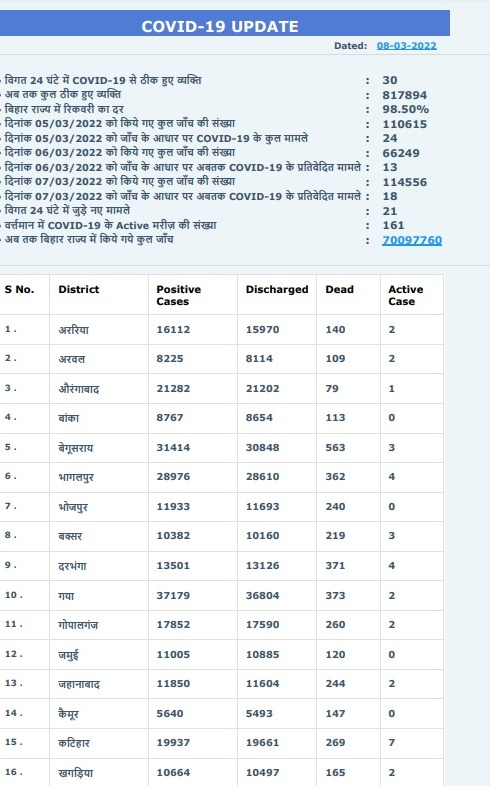 COVID-19 UPDATE
Dated: 08-03-2022
विगत 24 घंटे में COVID-19 से ठीक हुए व्यक्ति : 30
अब तक कुल ठीक हुए व्यक्ति : 817894
बिहार राज्य में रिकवरी का दर : 98.50%
दिनांक 05/03/2022 को किये गए कुल जाँच की संख्या : 110615
दिनांक 05/03/2022 को जाँच के आधार पर COVID-19 के कुल मामले : 24
दिनांक 06/03/2022 को किये गए कुल जाँच की संख्या : 66249
दिनांक 06/03/2022 को जाँच के आधार पर अबतक COVID-19 के प्रतिवेदित मामले : 13
दिनांक 07/03/2022 को किये गए कुल जाँच की संख्या : 114556
दिनांक 07/03/2022 को जाँच के आधार पर अबतक COVID-19 के प्रतिवेदित मामले : 18
विगत 24 घंटे में जुड़े नए मामले : 21
वर्त्तमान में COVID-19 के Active मरीज़ की संख्या : 161
अब तक बिहार राज्य में किये गये कुल जाँच : 70097760
S No. District Positive Cases Discharged Dead Active Case
1 . अररिया 16112 15970 140 2
2 . अरवल 8225 8114 109 2
3 . औरंगाबाद 21282 21202 79 1
4 . बांका 8767 8654 113 0
5 . बेगूसराय 31414 30848 563 3
6 . भागलपुर 28976 28610 362 4
7 . भोजपुर 11933 11693 240 0
8 . बक्सर 10382 10160 219 3
9 . दरभंगा 13501 13126 371 4
10 . गया 37179 36804 373 2
11 . गोपालगंज 17852 17590 260 2
12 . जमुई 11005 10885 120 0
13 . जहानाबाद 11850 11604 244 2
14 . कैमूर 5640 5493 147 0
15 . कटिहार 19937 19661 269 7
16 . खगड़िया 10664 10497 165 2